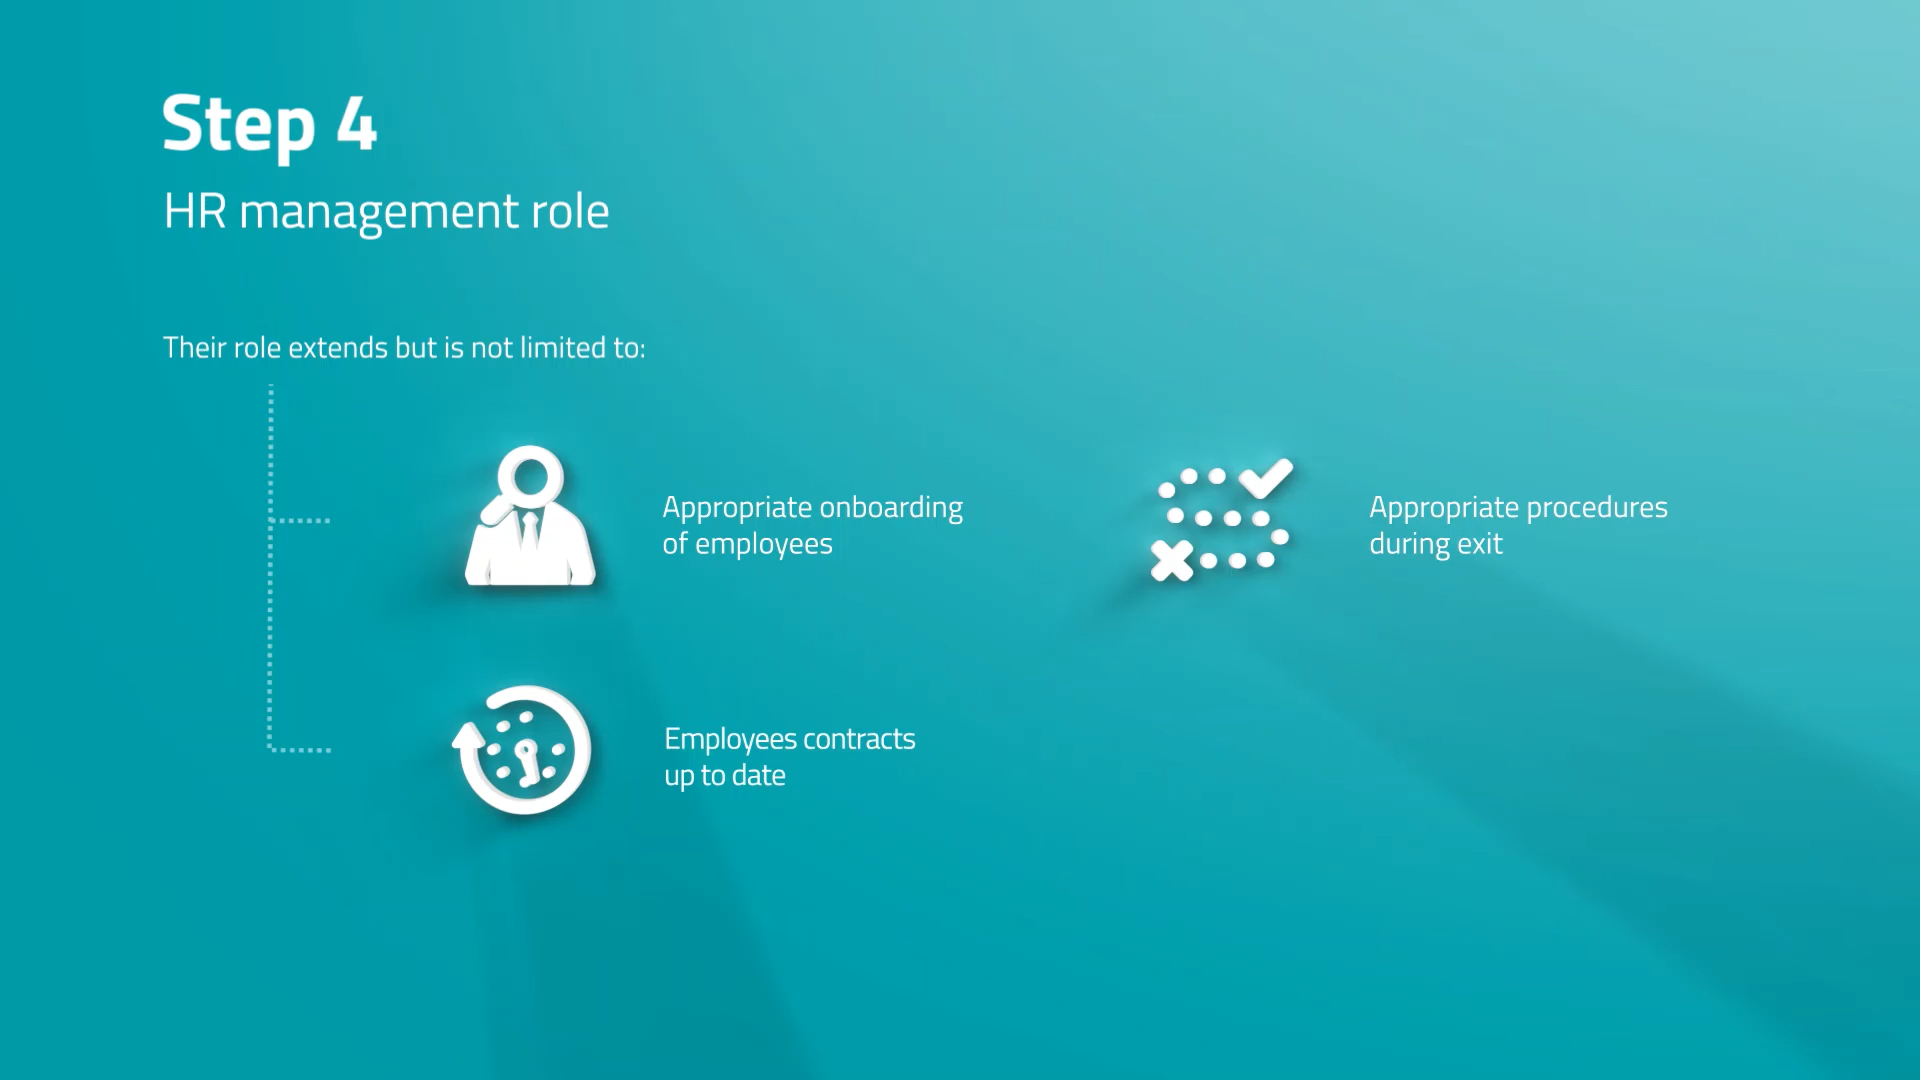 Step 4
HR management role
Their role extends but is not limited to:
Appropriate onboarding
of employees
Appropriate procedures
during exit
Employees contracts
up to date